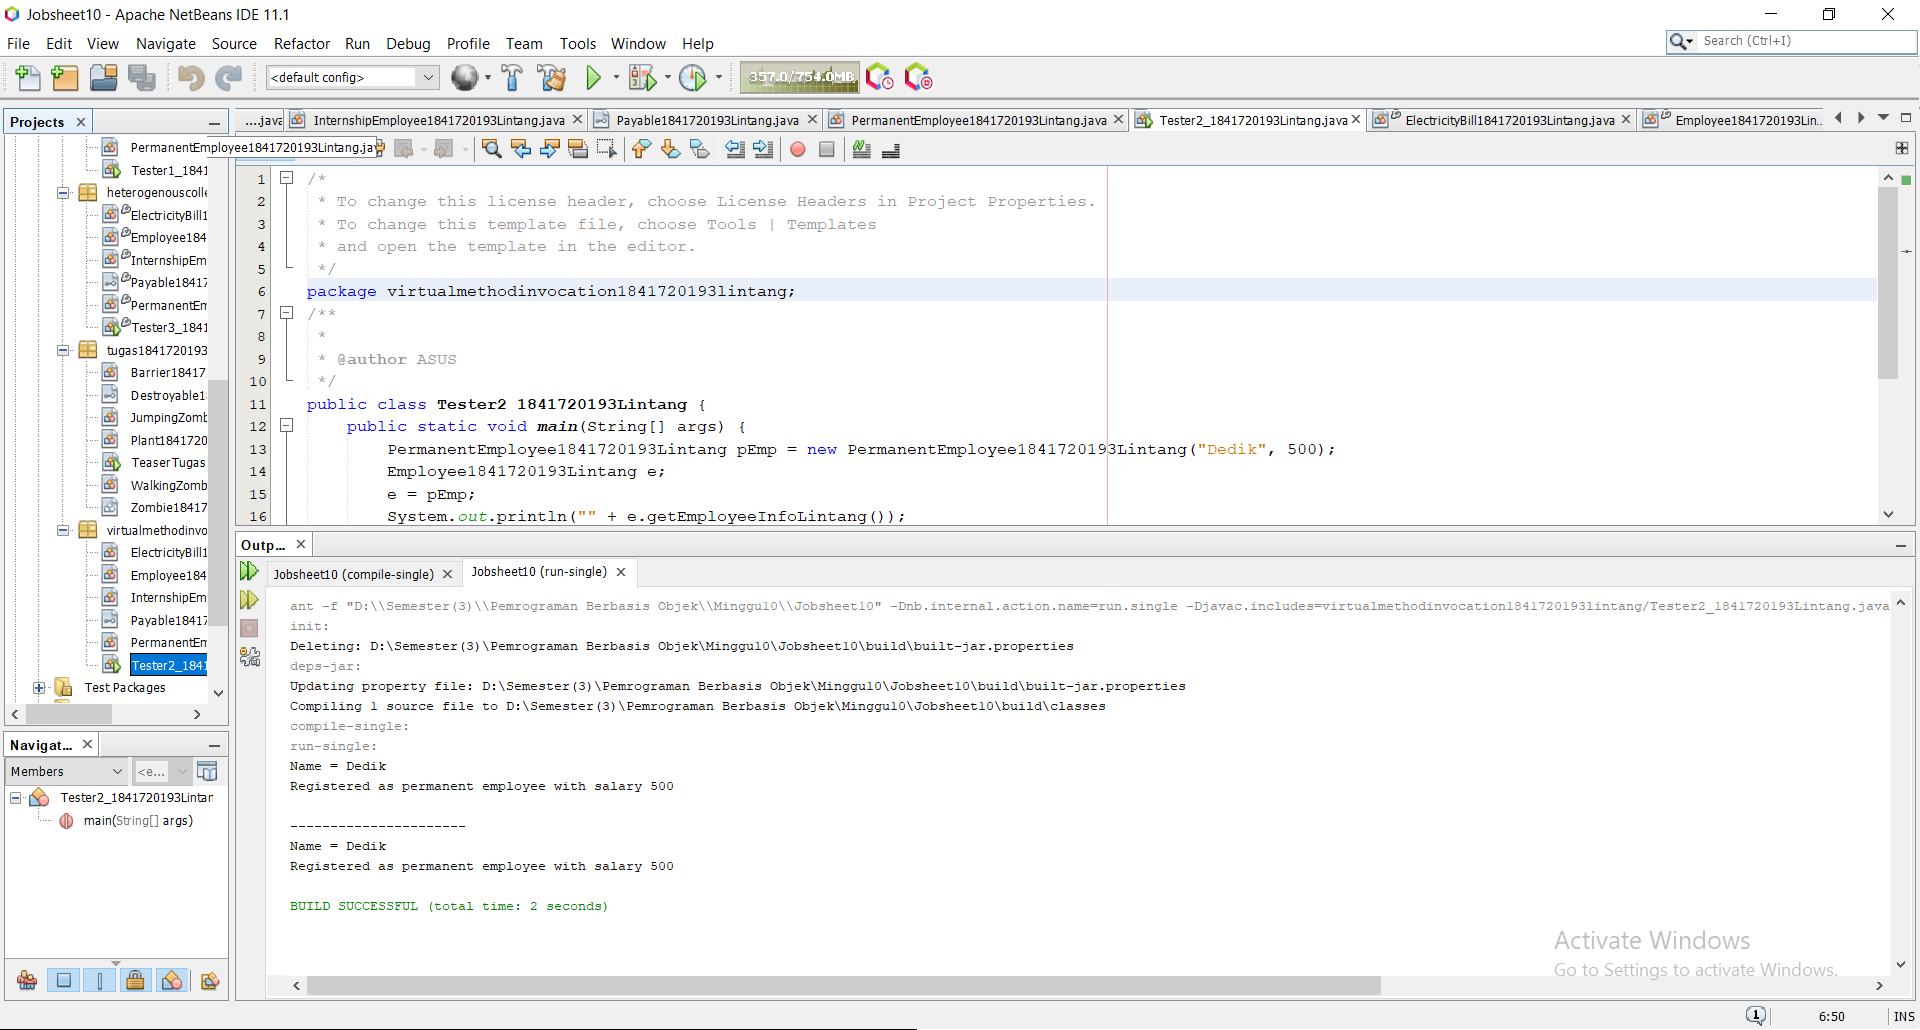 Jobsheet10 - Apache NetBeans IDE 11.1
File Edit View Navigate Source Refactor Run Debug Profile Team Tools Window Help
Search (Ctrl+I)
<default config>
357.0/754.0MB
Projects
....java
InternshipEmployee1841720193Lintang.java
Payable1841720193Lintang.java
PermanentEmployee1841720193Lintang.java
Tester2_1841720193Lintang.java
ElectricityBill1841720193Lintang.java
Employee1841720193Lin...
PermanentEmployee1841720193Lintang.java
Tester1_1841
heterogenouscolle
ElectricityBill1
Employee184
InternshipEm
Payable18417
PermanentEm
Tester3_1841
tugas1841720193
Barrier18417
Destroyable1
JumpingZomb
Plant1841720
TeaserTugas
WalkingZomb
Zombie18417
virtualmethodinvo
ElectricityBill1
Employee184
InternshipEm
Payable18417
PermanentEm
Tester2_1841
Test Packages
1 /*
2 * To change this license header, choose License Headers in Project Properties.
3 * To change this template file, choose Tools | Templates
4 * and open the template in the editor.
5 */
6 package virtualmethodinvocation1841720193lintang;
7 /**
8 *
9 * @author ASUS
10 */
11 public class Tester2_1841720193Lintang {
12 public static void main(String[] args) {
13 PermanentEmployee1841720193Lintang pEmp = new PermanentEmployee1841720193Lintang("Dedik", 500);
14 Employee1841720193Lintang e;
15 e = pEmp;
16 System.out.println("" + e.getEmployeeInfoLintang());
Navigat...
Members
<e...
Tester2_1841720193Lintan
main(String[] args)
Outp...
Jobsheet10 (compile-single)
Jobsheet10 (run-single)
ant -f "D:\\Semester(3)\\Pemrograman Berbasis Objek\\Minggu10\\Jobsheet10" -Dnb.internal.action.name=run.single -Djavac.includes=virtualmethodinvocation1841720193lintang/Tester2_1841720193Lintang.java
init:
Deleting: D:\Semester(3)\Pemrograman Berbasis Objek\Minggu10\Jobsheet10\build\built-jar.properties
deps-jar:
Updating property file: D:\Semester(3)\Pemrograman Berbasis Objek\Minggu10\Jobsheet10\build\built-jar.properties
Compiling 1 source file to D:\Semester(3)\Pemrograman Berbasis Objek\Minggu10\Jobsheet10\build\classes
compile-single:
run-single:
Name = Dedik
Registered as permanent employee with salary 500
----------------------
Name = Dedik
Registered as permanent employee with salary 500
BUILD SUCCESSFUL (total time: 2 seconds)
Activate Windows
Go to Settings to activate Windows.
1
6:50
INS